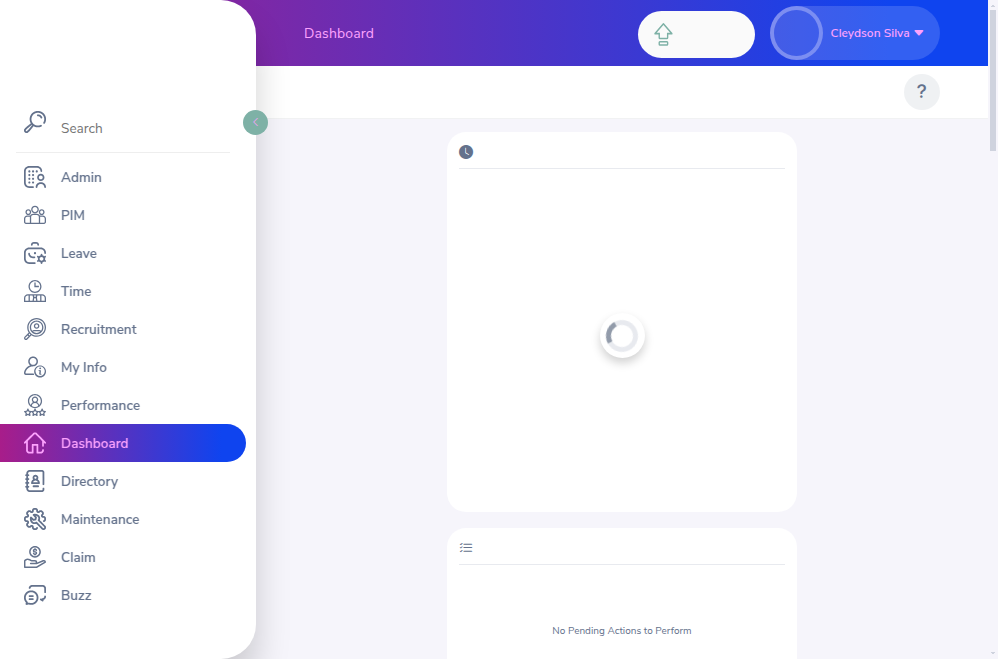 Dashboard
Cleydson Silva
?
Search
Admin
PIM
Leave
Time
Recruitment
My Info
Performance
Dashboard
Directory
Maintenance
Claim
Buzz
No Pending Actions to Perform